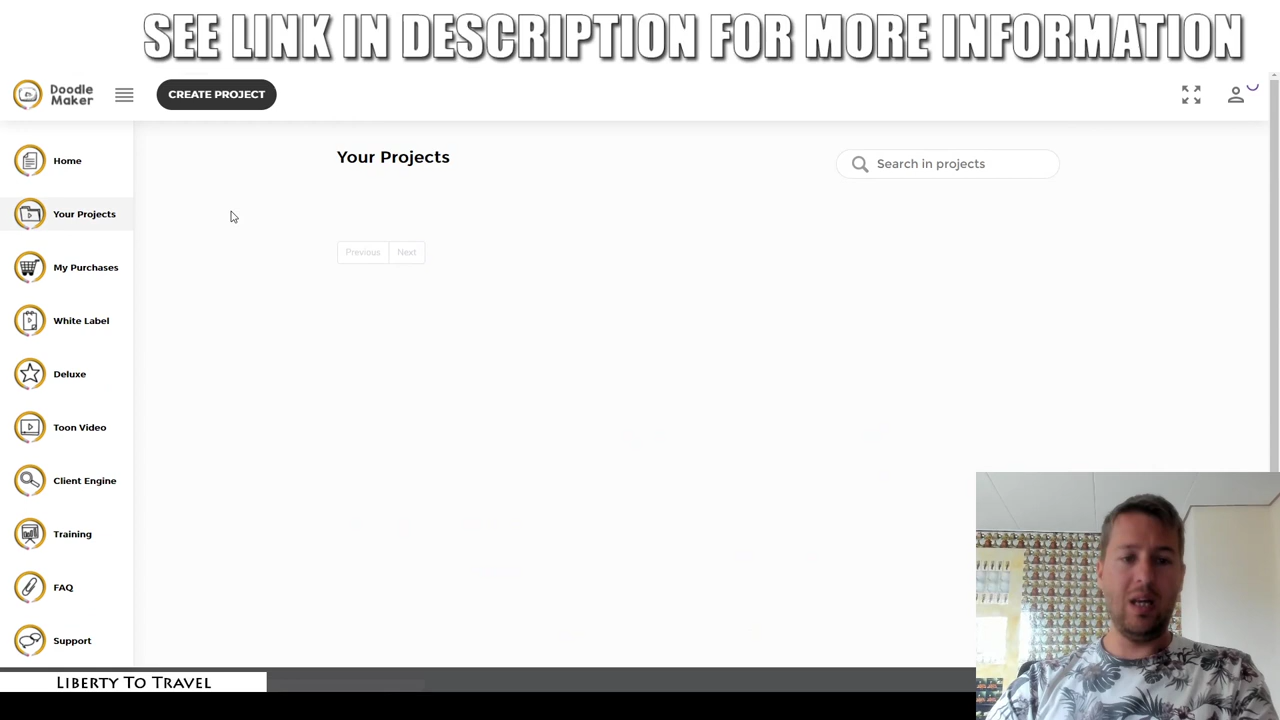 SEE LINK IN DESCRIPTION FOR MORE INFORMATION
Doodle
Maker
CREATE PROJECT
Home
Your Projects
My Purchases
White Label
Deluxe
Toon Video
Client Engine
Training
FAQ
Support
Your Projects
Search in projects
Previous
Next
LIBERTY TO TRAVEL